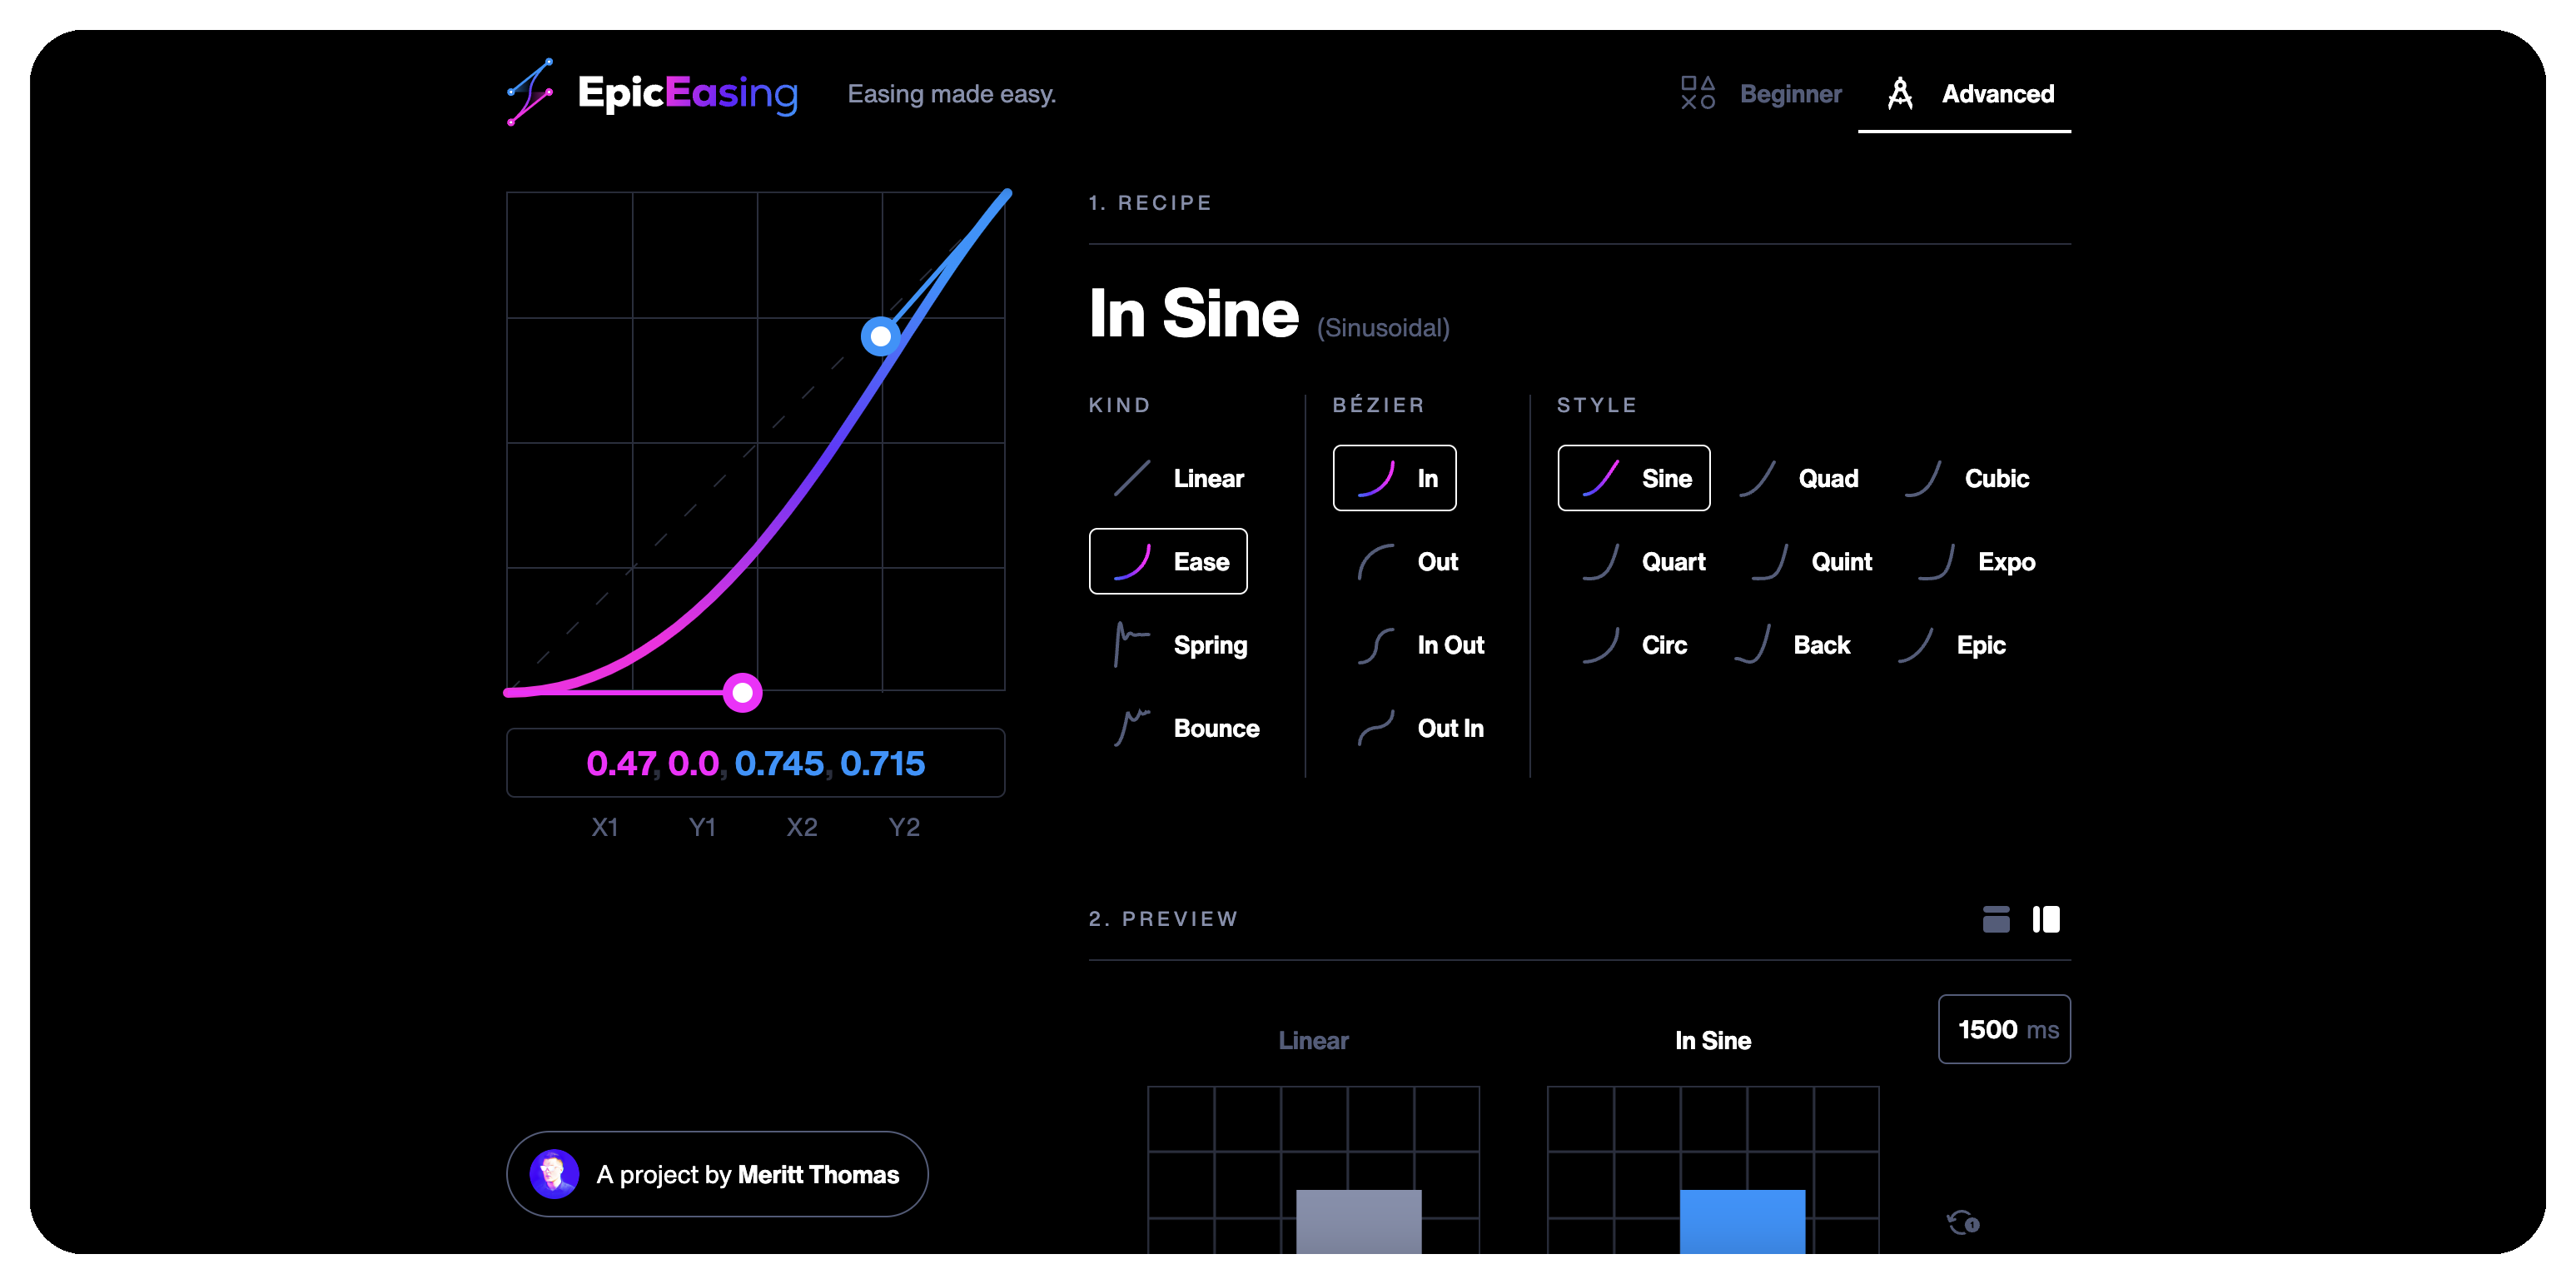 EpicEasing Easing made easy. Beginner Advanced
0.47, 0.0, 0.745, 0.715
X1 Y1 X2 Y2
A project by Meritt Thomas
1. RECIPE
In Sine (Sinusoidal)
KIND
Linear
Ease
Spring
Bounce
BÉZIER
In
Out
In Out
Out In
STYLE
Sine Quad Cubic
Quart Quint Expo
Circ Back Epic
2. PREVIEW
Linear In Sine 1500 ms
1